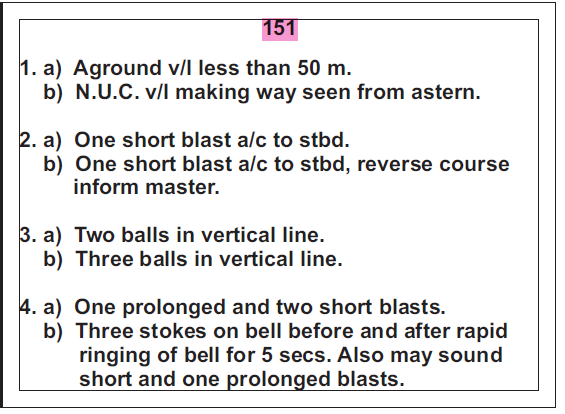 151
1. a) Aground v/l less than 50 m.
b) N.U.C. v/l making way seen from astern.
2. a) One short blast a/c to stbd.
b) One short blast a/c to stbd, reverse course
inform master.
3. a) Two balls in vertical line.
b) Three balls in vertical line.
4. a) One prolonged and two short blasts.
b) Three stokes on bell before and after rapid
ringing of bell for 5 secs. Also may sound
short and one prolonged blasts.